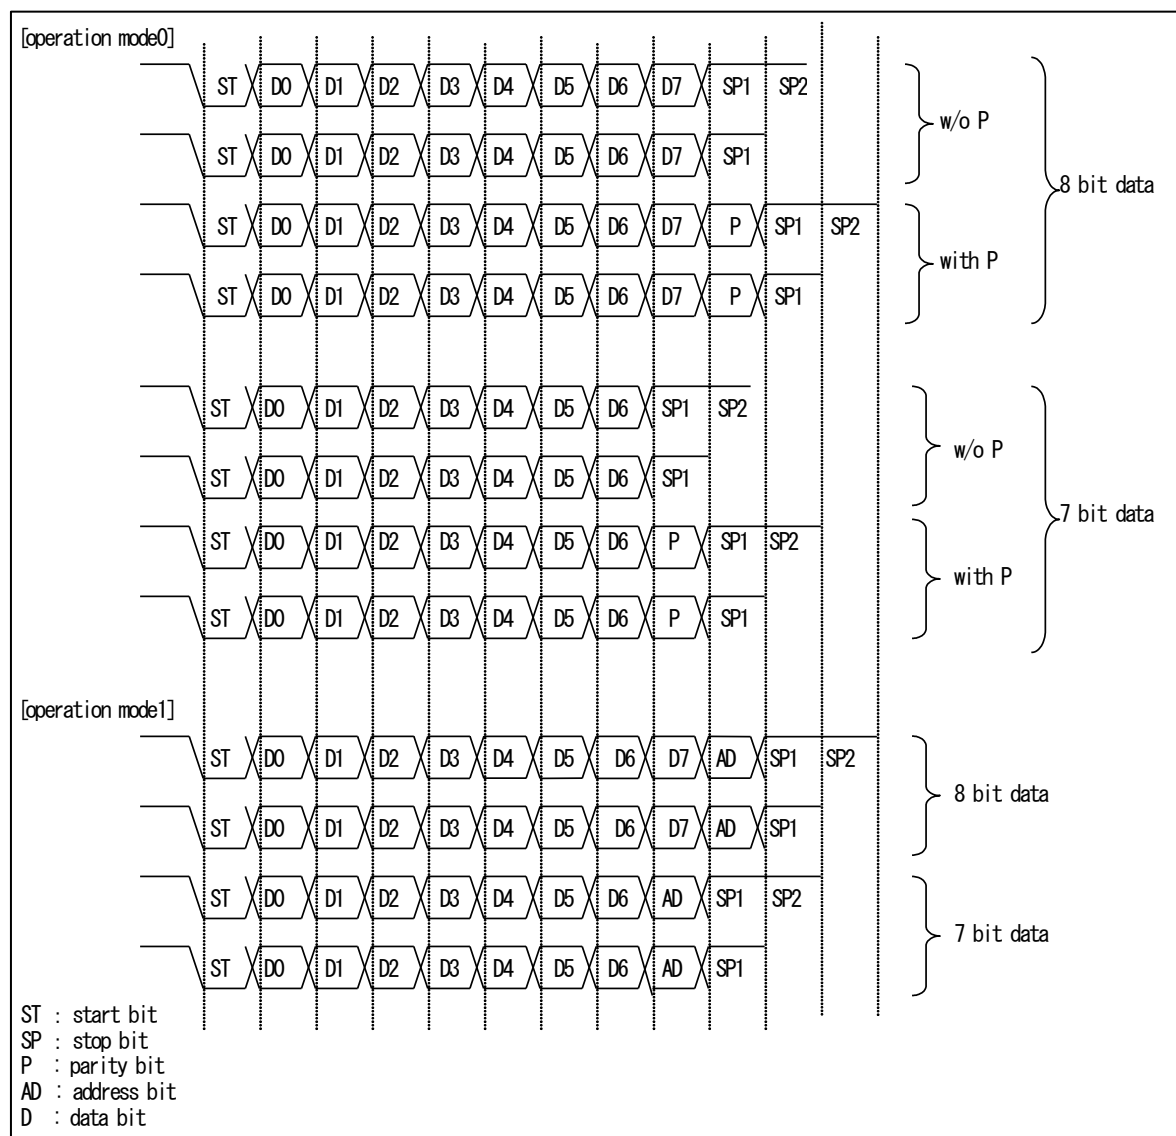 [operation mode0]
ST D0 D1 D2 D3 D4 D5 D6 D7 SP1 SP2
ST D0 D1 D2 D3 D4 D5 D6 D7 SP1
w/o P
ST D0 D1 D2 D3 D4 D5 D6 D7 P SP1 SP2
ST D0 D1 D2 D3 D4 D5 D6 D7 P SP1
with P
8 bit data
ST D0 D1 D2 D3 D4 D5 D6 SP1 SP2
ST D0 D1 D2 D3 D4 D5 D6 SP1
w/o P
ST D0 D1 D2 D3 D4 D5 D6 P SP1 SP2
ST D0 D1 D2 D3 D4 D5 D6 P SP1
with P
7 bit data
[operation mode1]
ST D0 D1 D2 D3 D4 D5 D6 D7 AD SP1 SP2
ST D0 D1 D2 D3 D4 D5 D6 D7 AD SP1
8 bit data
ST D0 D1 D2 D3 D4 D5 D6 AD SP1 SP2
ST D0 D1 D2 D3 D4 D5 D6 AD SP1
7 bit data
ST : start bit
SP : stop bit
P : parity bit
AD : address bit
D : data bit